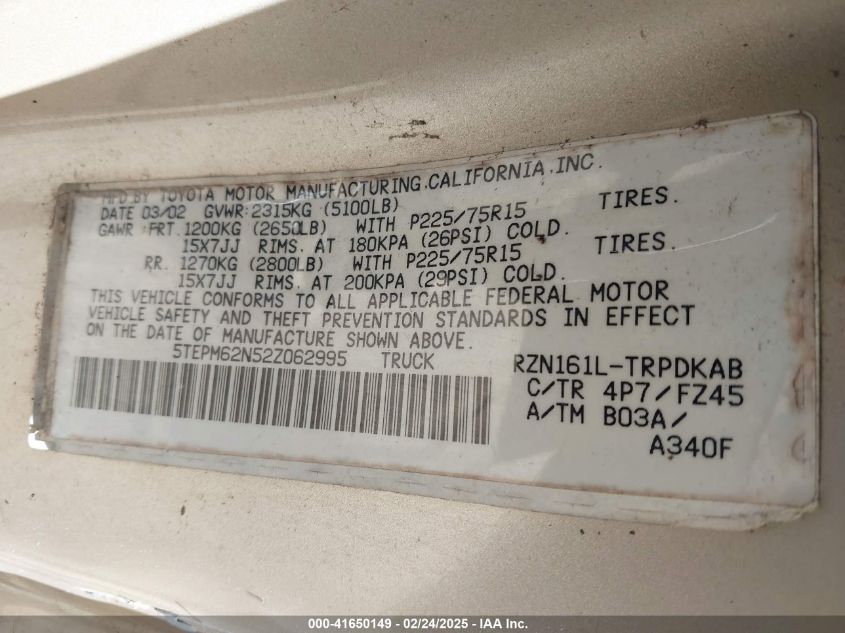 MFD BY TOYOTA MOTOR MANUFACTURING.CALIFORNIA.INC.
DATE 03/02 GVWR:2315KG (5100LB)
GAWR FRT.1200KG (2650LB) WITH P225/75R15 TIRES.
15X7JJ RIMS. AT 180KPA (26PSI) COLD.
RR. 1270KG (2800LB) WITH P225/75R15 TIRES.
15X7JJ RIMS. AT 200KPA (29PSI) COLD.
THIS VEHICLE CONFORMS TO ALL APPLICABLE FEDERAL MOTOR
VEHICLE SAFETY AND THEFT PREVENTION STANDARDS IN EFFECT
ON THE DATE OF MANUFACTURE SHOWN ABOVE.
5TEPM62N52Z062995 TRUCK
RZN161L-TRPDKAB
C/TR 4P7/FZ45
A/TM B03A/
A340F
000-41650149 - 02/24/2025 - IAA Inc.